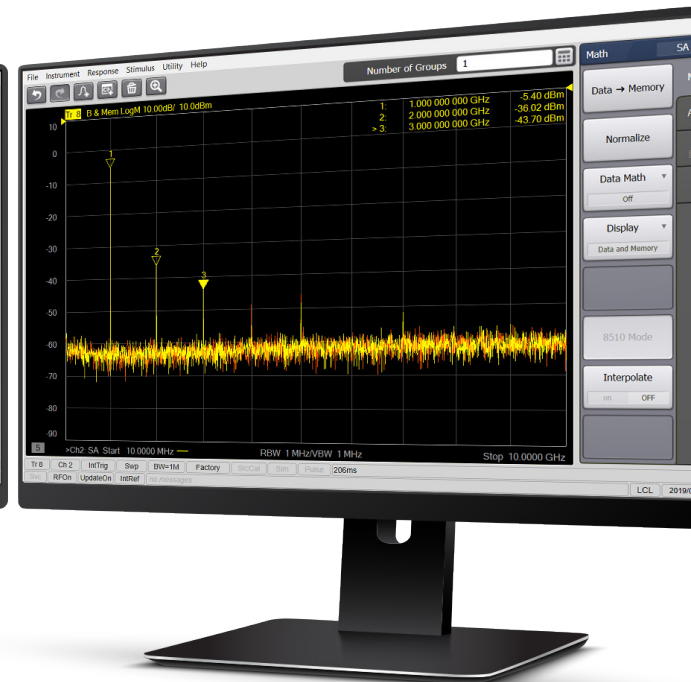 File Instrument Response Stimulus Utility Help
Number of Groups 1
Tr 8 B & Mem LogM 10.00dB/ 10.0dBm
1: 1.000 000 000 GHz -5.40 dBm
2: 2.000 000 000 GHz -36.02 dBm
> 3: 3.000 000 000 GHz -43.70 dBm
10
0
-10
-20
-30
-40
-50
-60
-70
-80
-90
1
2
3
5
>Ch2: SA Start 10.0000 MHz
RBW 1 MHz/VBW 1 MHz
Stop 10.0000 GHz
Tr 8 Ch 2 IntTrig Swp BW=1M Factory SrcCal Sim Pulse 206ms
Svc RFOn UpdateOn IntRef no messages
LCL 2019/0
Math SA
Data → Memory
Normalize
Data Math
Off
Display
Data and Memory
8510 Mode
Interpolate
on OFF